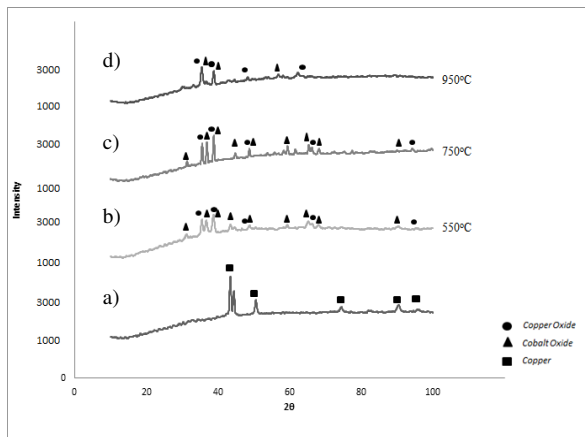 d)
3000
1000
950°C
c)
3000
1000
750°C
Intensity
b)
3000
1000
550°C
a)
3000
1000
0
0
20
40
60
80
100
2θ
Copper Oxide
Cobalt Oxide
Copper